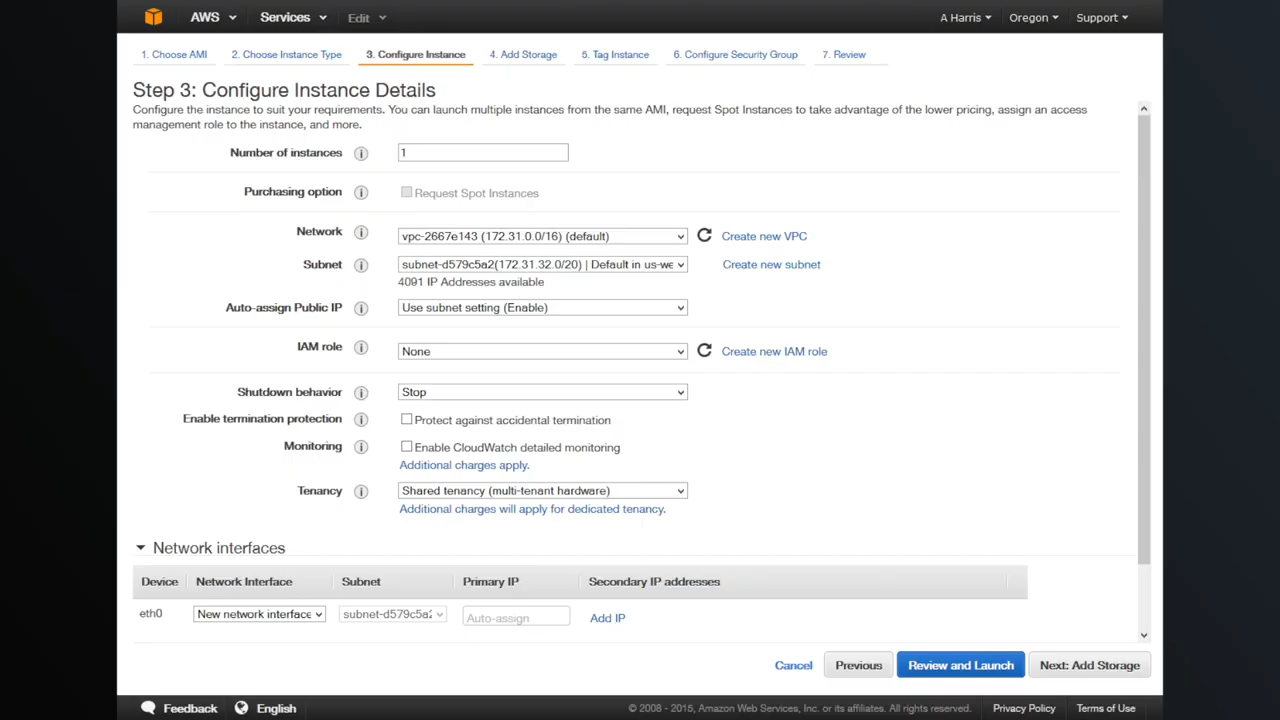 AWS Services Edit A Harris Oregon Support
1. Choose AMI 2. Choose Instance Type 3. Configure Instance 4. Add Storage 5. Tag Instance 6. Configure Security Group 7. Review
Step 3: Configure Instance Details
Configure the instance to suit your requirements. You can launch multiple instances from the same AMI, request Spot Instances to take advantage of the lower pricing, assign an access
management role to the instance, and more.
Number of instances i 1
Purchasing option i Request Spot Instances
Network i vpc-2667e143 (172.31.0.0/16) (default) Create new VPC
Subnet i subnet-d579c5a2(172.31.32.0/20) | Default in us-we Create new subnet
4091 IP Addresses available
Auto-assign Public IP i Use subnet setting (Enable)
IAM role i None Create new IAM role
Shutdown behavior i Stop
Enable termination protection i Protect against accidental termination
Monitoring i Enable CloudWatch detailed monitoring
Additional charges apply.
Tenancy i Shared tenancy (multi-tenant hardware)
Additional charges will apply for dedicated tenancy.
Network interfaces
Device Network Interface Subnet Primary IP Secondary IP addresses
eth0 New network interface subnet-d579c5a2 Auto-assign Add IP
Cancel Previous Review and Launch Next: Add Storage
Feedback English © 2008 - 2015, Amazon Web Services, Inc. or its affiliates. All rights reserved. Privacy Policy Terms of Use